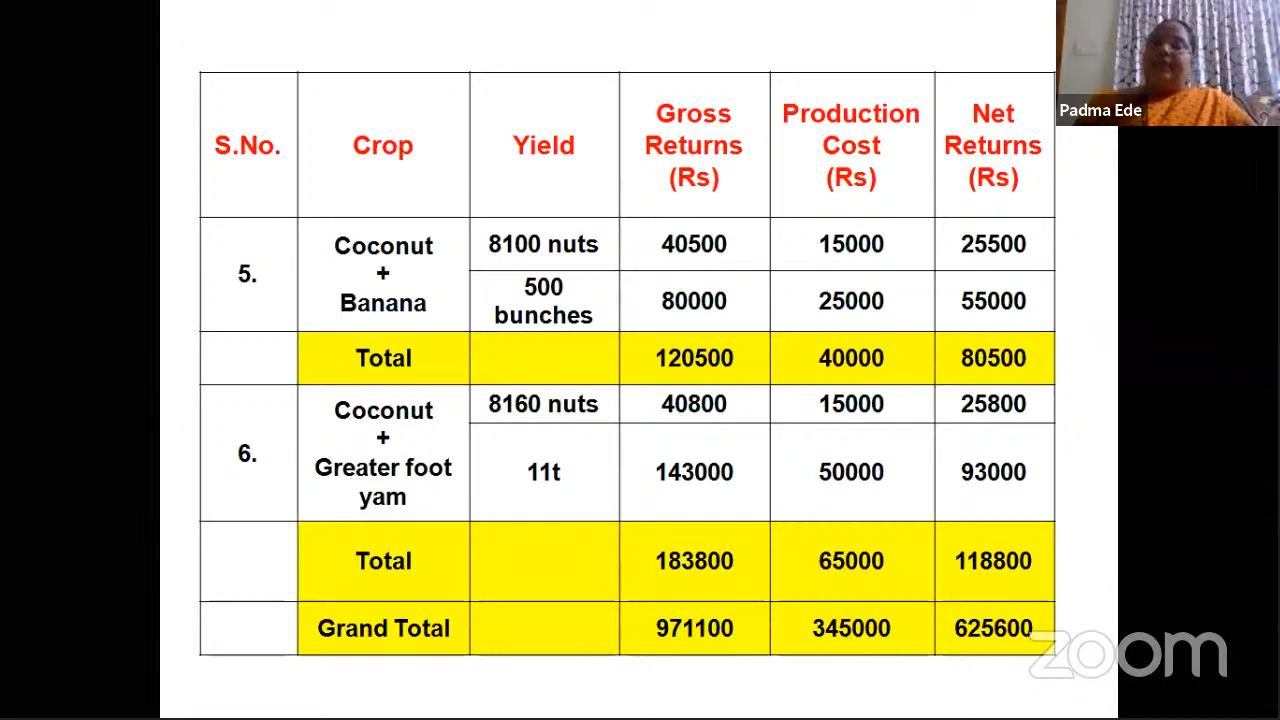 S.No.
Crop
Yield
Gross
Returns
(Rs)
Production
Cost
(Rs)
Net
Returns
(Rs)
Padma Ede
5.
Coconut
+
Banana
8100 nuts
40500
15000
25500
500
bunches
80000
25000
55000
Total
120500
40000
80500
6.
Coconut
+
Greater foot
yam
8160 nuts
40800
15000
25800
11t
143000
50000
93000
Total
183800
65000
118800
Grand Total
971100
345000
625600
zoom